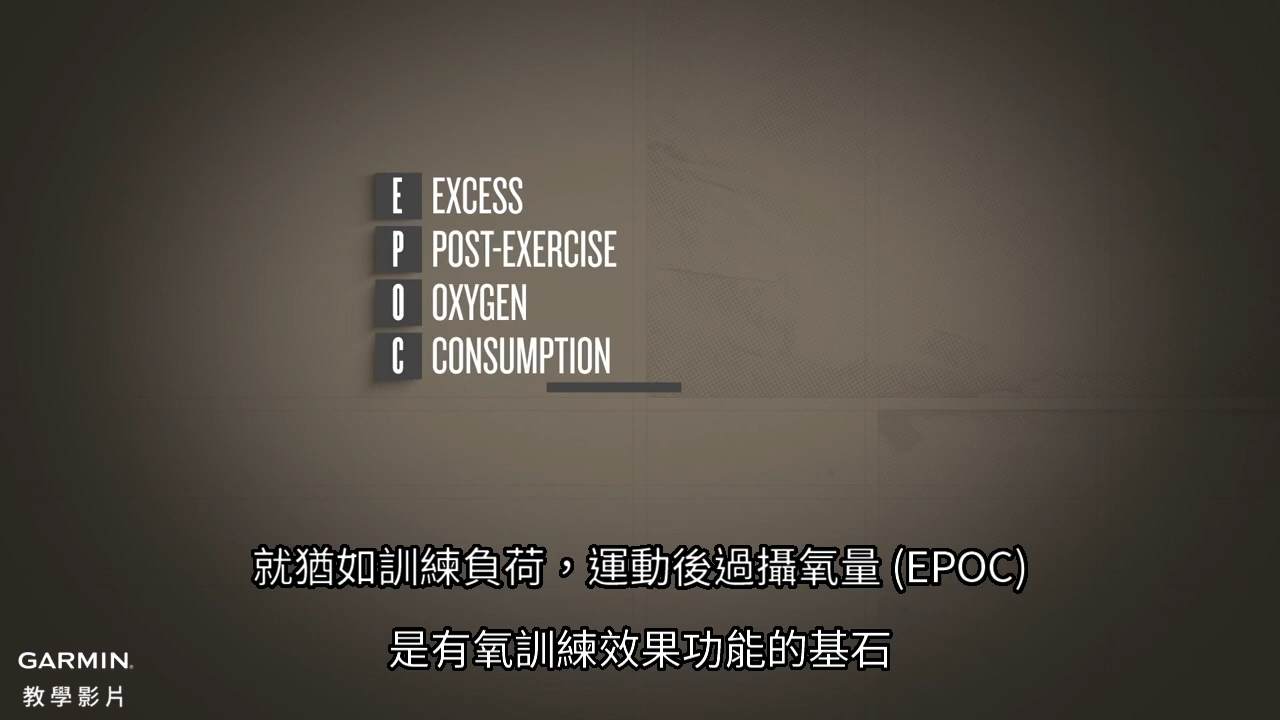 E EXCESS
P POST-EXERCISE
O OXYGEN
C CONSUMPTION
就猶如訓練負荷，運動後過攝氧量 (EPOC)
是有氧訓練效果功能的基石
GARMIN.
教學影片